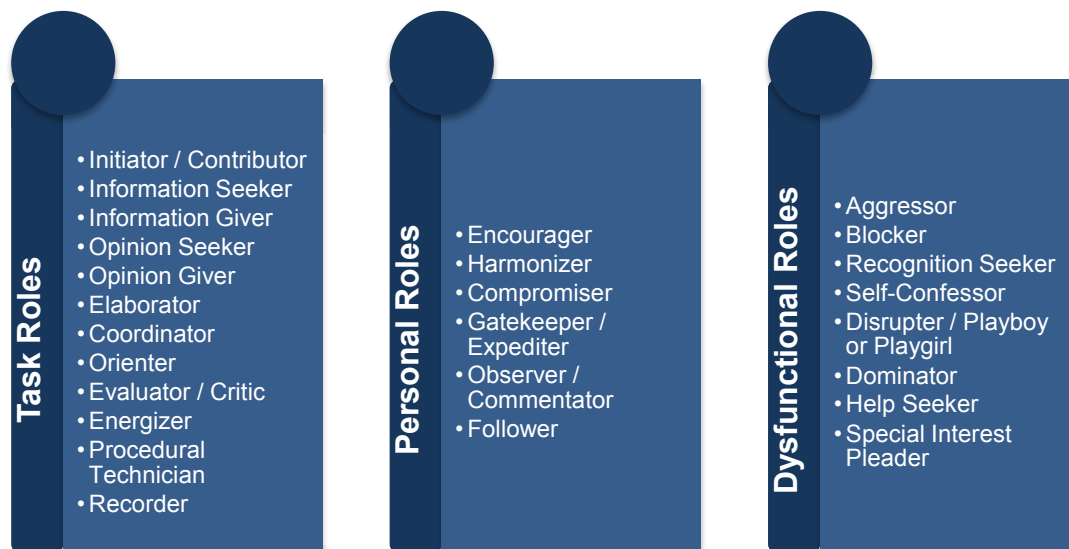 Task Roles
• Initiator / Contributor
• Information Seeker
• Information Giver
• Opinion Seeker
• Opinion Giver
• Elaborator
• Coordinator
• Orienter
• Evaluator / Critic
• Energizer
• Procedural
Technician
• Recorder
Personal Roles
• Encourager
• Harmonizer
• Compromiser
• Gatekeeper /
Expediter
• Observer /
Commentator
• Follower
Dysfunctional Roles
• Aggressor
• Blocker
• Recognition Seeker
• Self-Confessor
• Disrupter / Playboy
or Playgirl
• Dominator
• Help Seeker
• Special Interest
Pleader